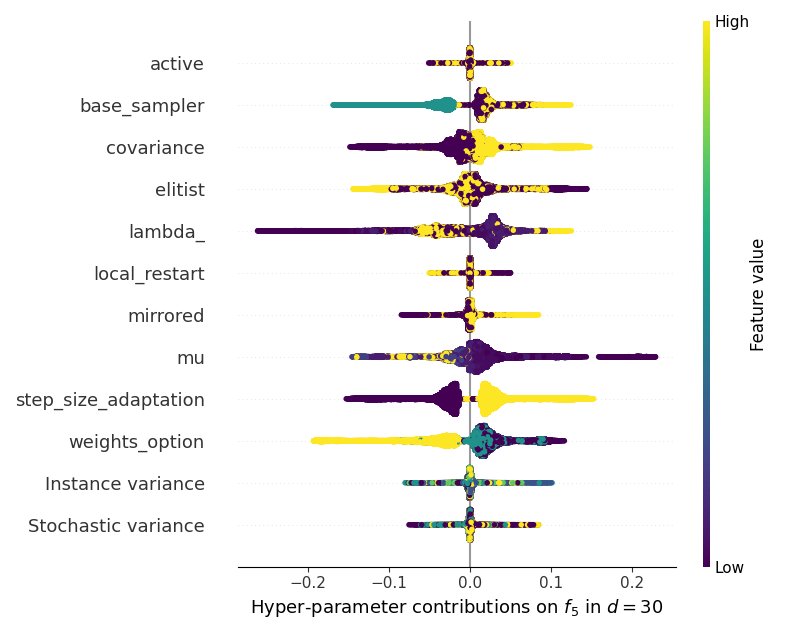 High
active
base_sampler
covariance
elitist
lambda_
local_restart
mirrored
mu
step_size_adaptation
weights_option
Instance variance
Stochastic variance
Feature value
Low
−0.2 −0.1 0.0 0.1 0.2
Hyper-parameter contributions on f₅ in d = 30